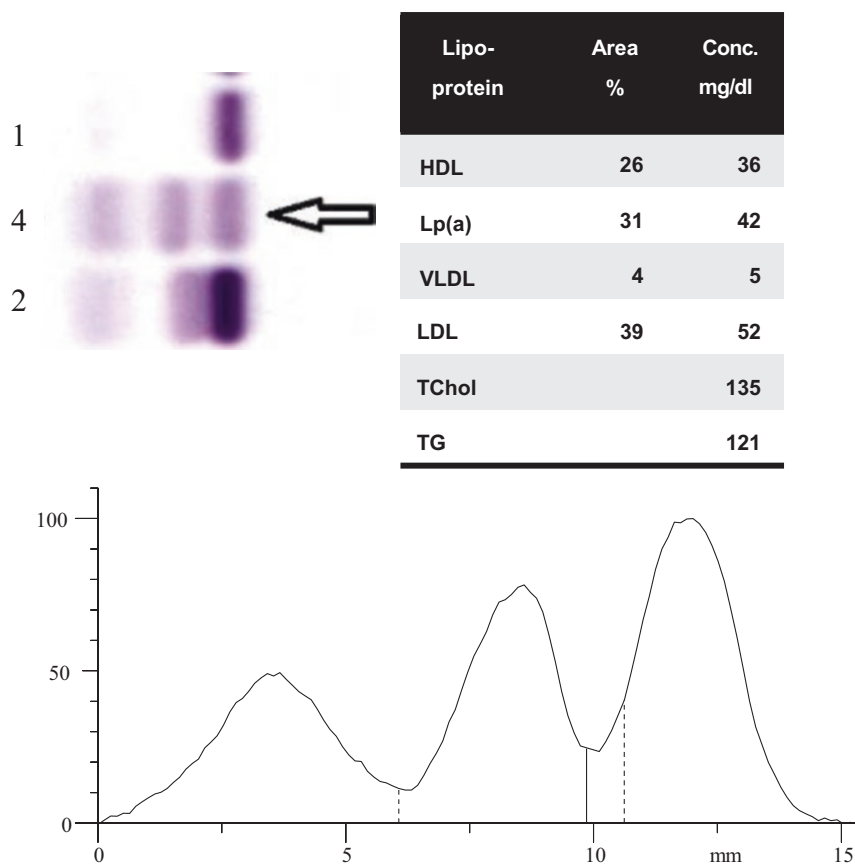 1
4
2
Lipo- Area Conc.
protein % mg/dl
HDL 26 36
Lp(a) 31 42
VLDL 4 5
LDL 39 52
TChol 135
TG 121
100
50
0
0 5 10 mm 15